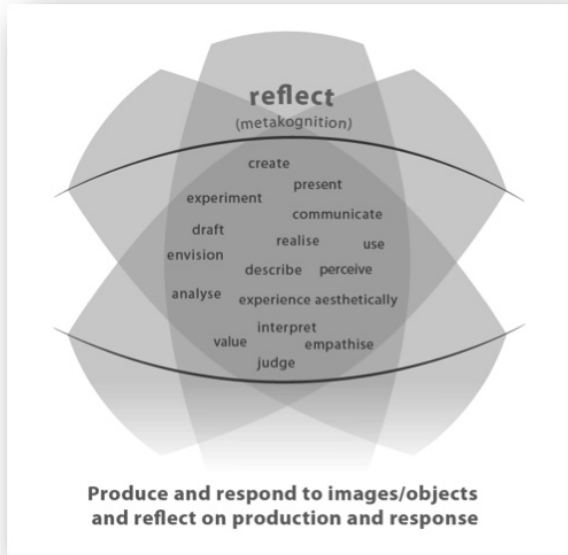 reflect
(metakognition)
create
present
experiment
communicate
draft
realise
use
envision
describe
perceive
analyse
experience aesthetically
interpret
value
empathise
judge
Produce and respond to images/objects
and reflect on production and response